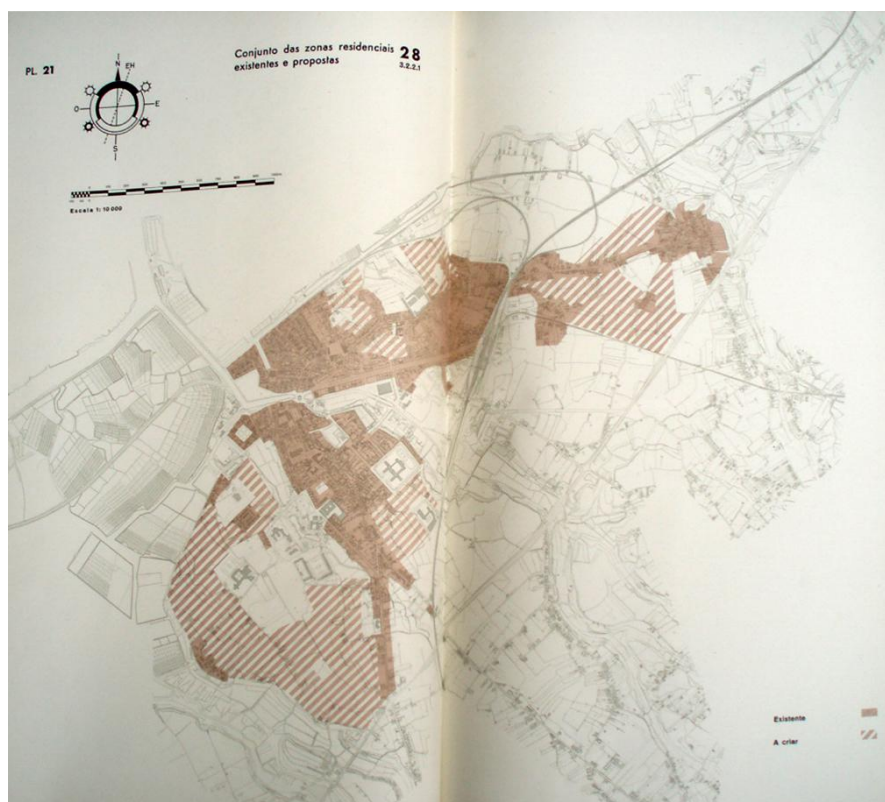 PL. 21
Conjunto das zonas residenciais 28
existentes e propostas 3.2.2.1
N EH
O E
S
Escala 1: 10 000
Existente
A criar